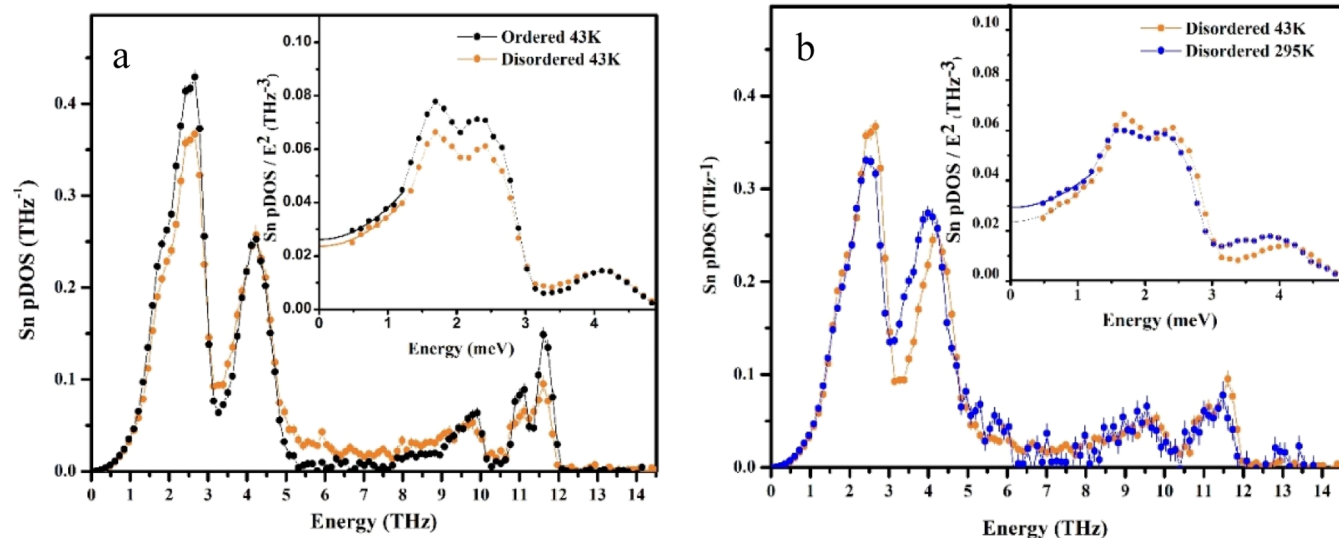 a
Ordered 43K
Disordered 43K
Sn pDOS / E² (THz⁻³)
0.10
0.08
0.06
0.04
0.02
0.00
0 1 2 3 4
Energy (meV)
Sn pDOS (THz⁻¹)
0.4
0.3
0.2
0.1
0.0
0 1 2 3 4 5 6 7 8 9 10 11 12 13 14
Energy (THz)
b
Disordered 43K
Disordered 295K
Sn pDOS / E² (THz⁻³)
0.10
0.08
0.06
0.04
0.02
0.00
0 1 2 3 4
Energy (meV)
Sn pDOS (THz⁻¹)
0.4
0.3
0.2
0.1
0.0
0 1 2 3 4 5 6 7 8 9 10 11 12 13 14
Energy (THz)